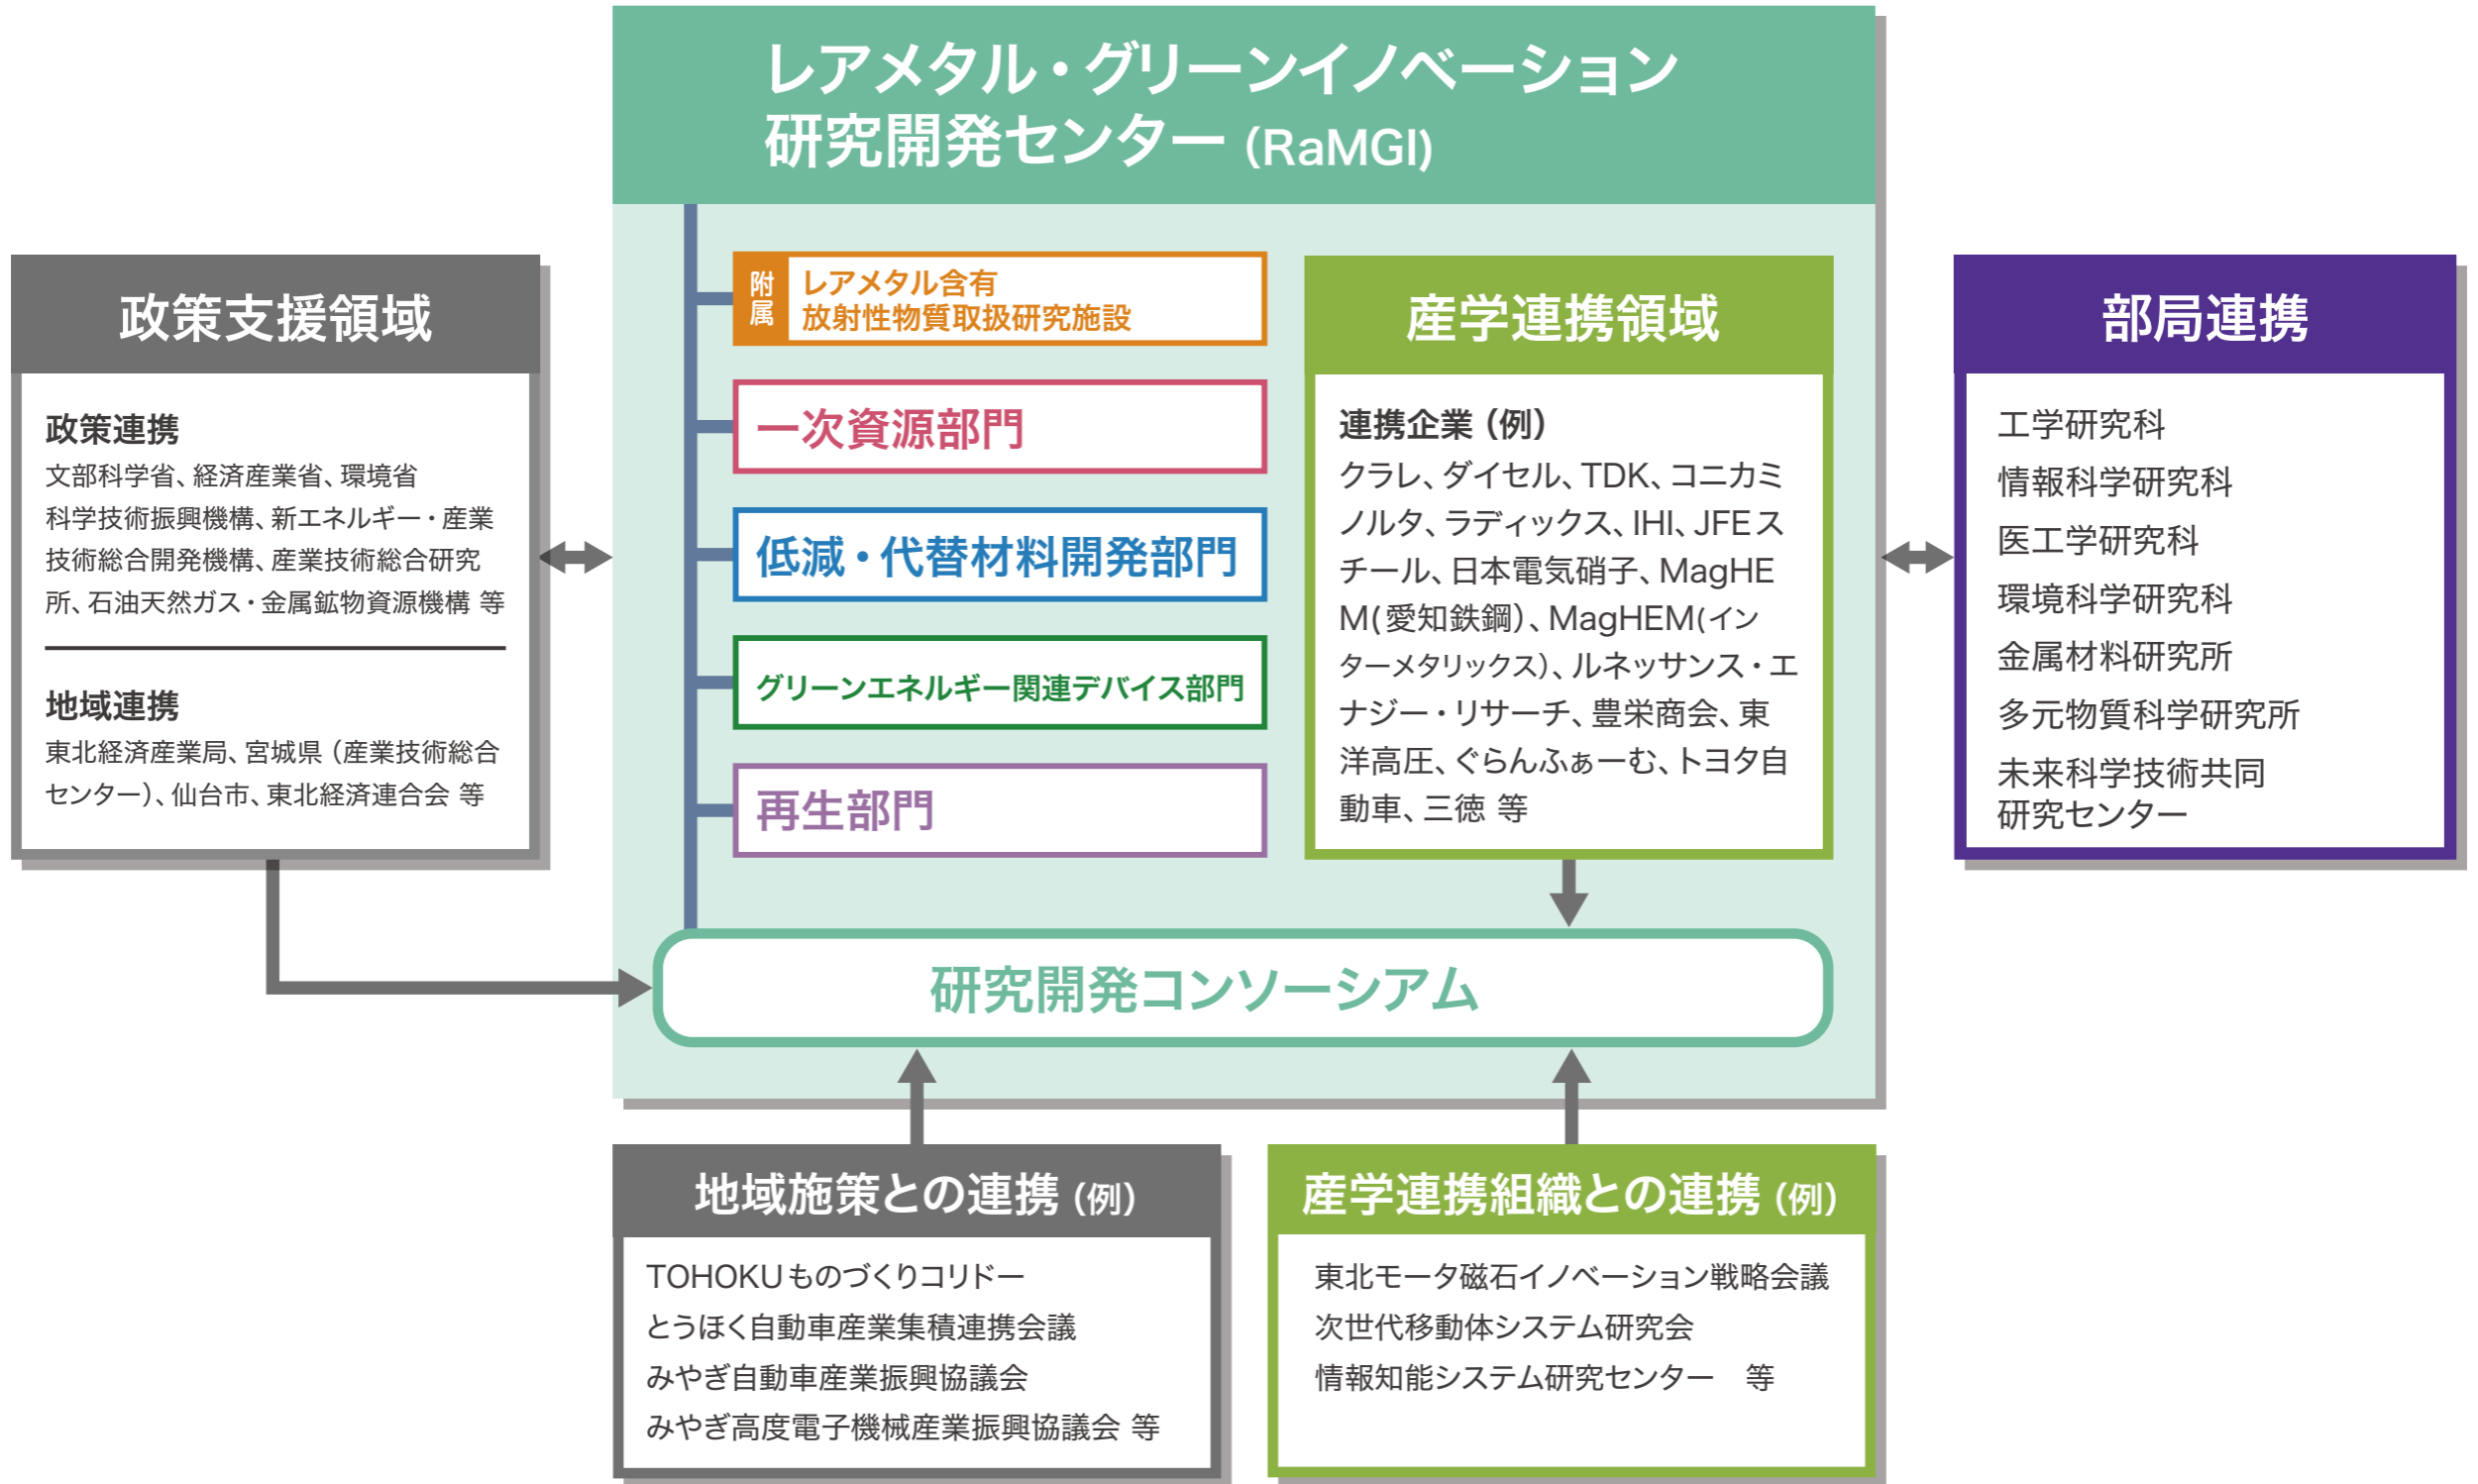 レアメタル・グリーンイノベーション
研究開発センター (RaMGI)
政策支援領域
政策連携
文部科学省、経済産業省、環境省
科学技術振興機構、新エネルギー・産業
技術総合開発機構、産業技術総合研究
所、石油天然ガス・金属鉱物資源機構 等
地域連携
東北経済産業局、宮城県（産業技術総合
センター）、仙台市、東北経済連合会 等
附属
レアメタル含有
放射性物質取扱研究施設
一次資源部門
低減・代替材料開発部門
グリーンエネルギー関連デバイス部門
再生部門
産学連携領域
連携企業（例）
クラレ、ダイセル、TDK、コニカミ
ノルタ、ラディックス、IHI、JFEス
チール、日本電気硝子、MagHE
M(愛知鉄鋼）、MagHEM(イン
ターメタリックス）、ルネッサンス・エ
ナジー・リサーチ、豊栄商会、東
洋高圧、ぐらんふぁーむ、トヨタ自
動車、三徳 等
部局連携
工学研究科
情報科学研究科
医工学研究科
環境科学研究科
金属材料研究所
多元物質科学研究所
未来科学技術共同
研究センター
研究開発コンソーシアム
地域施策との連携（例）
TOHOKUものづくりコリドー
とうほく自動車産業集積連携会議
みやぎ自動車産業振興協議会
みやぎ高度電子機械産業振興協議会 等
産学連携組織との連携（例）
東北モータ磁石イノベーション戦略会議
次世代移動体システム研究会
情報知能システム研究センター　等